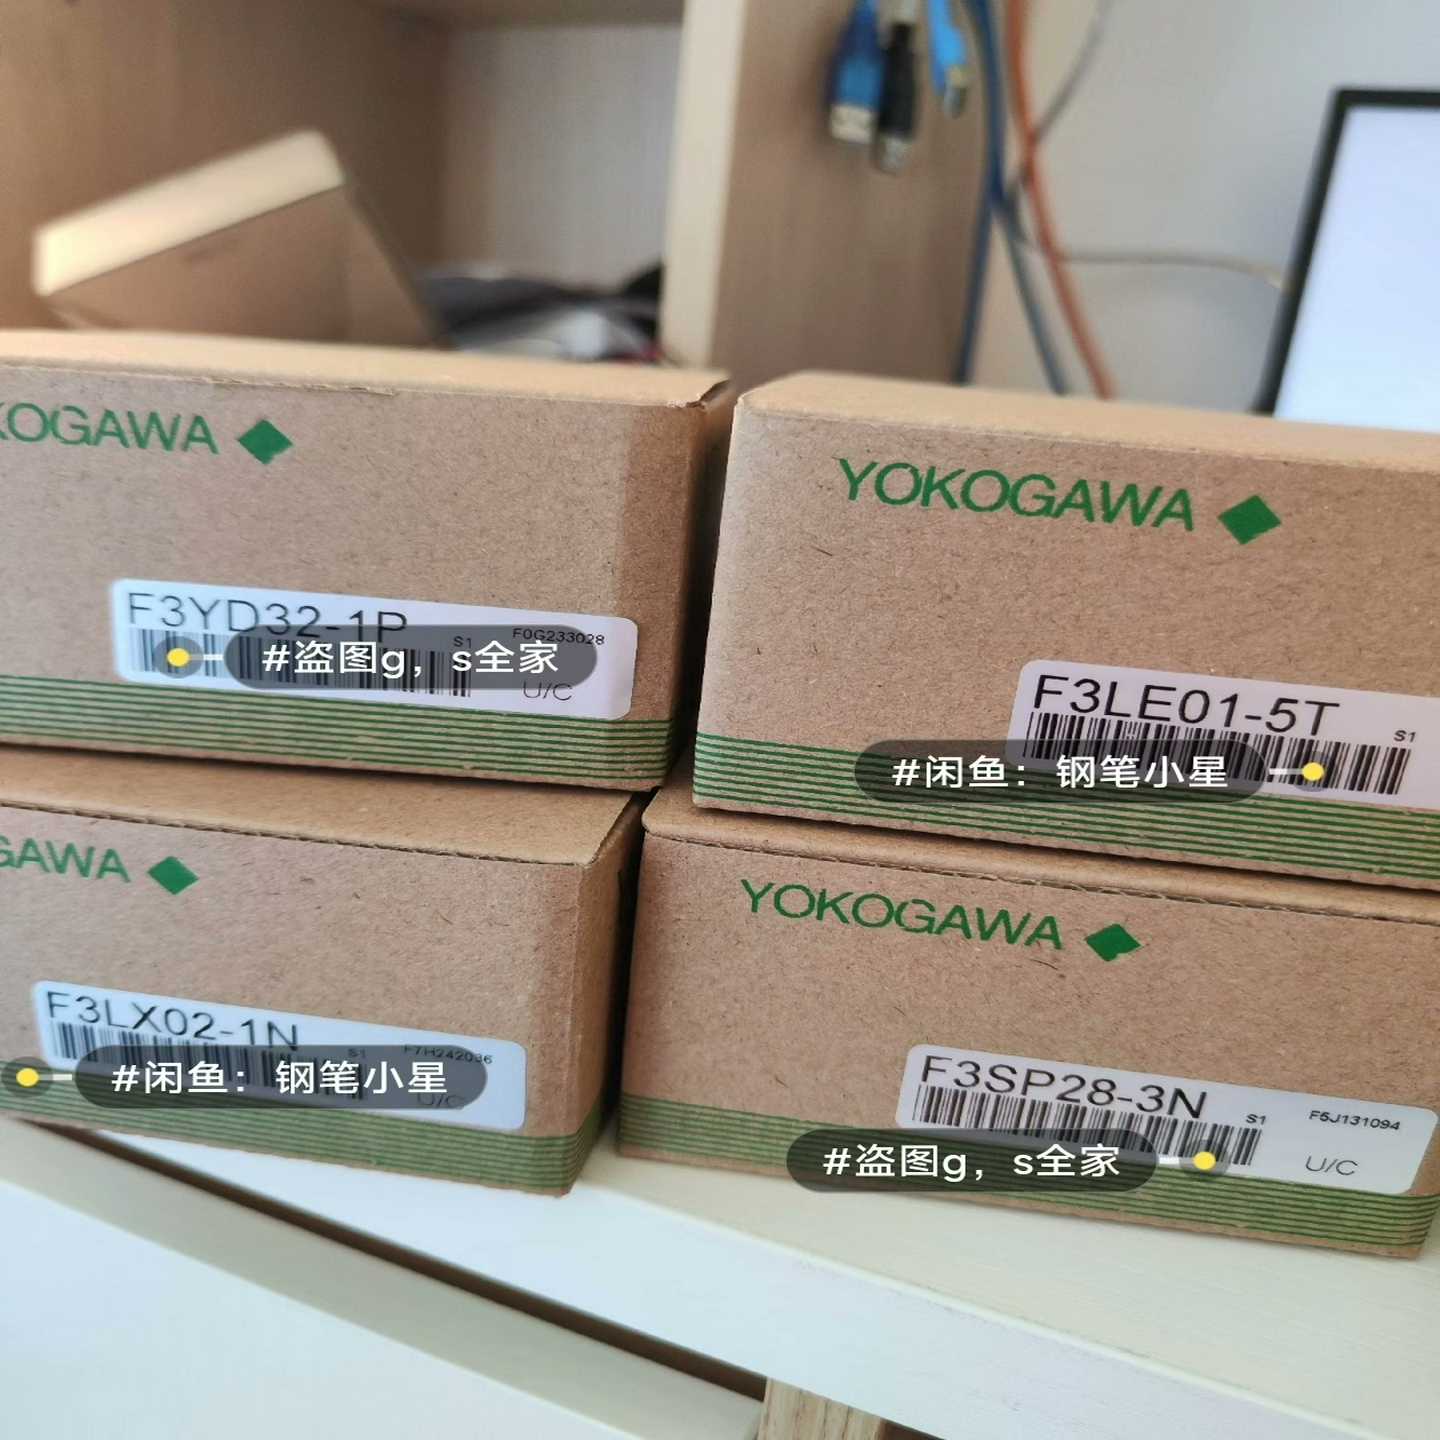 KOGAWA
F3YD32-1P
S1
F0G233028
#盗图g，s全家
U/C
YOKOGAWA
F3LE01-5T
S1
#闲鱼：钢笔小星
GAWA
F3LX02-1N
S1
F7H242036
#闲鱼：钢笔小星
U/C
YOKOGAWA
F3SP28-3N
S1
F5J131094
#盗图g，s全家
U/C